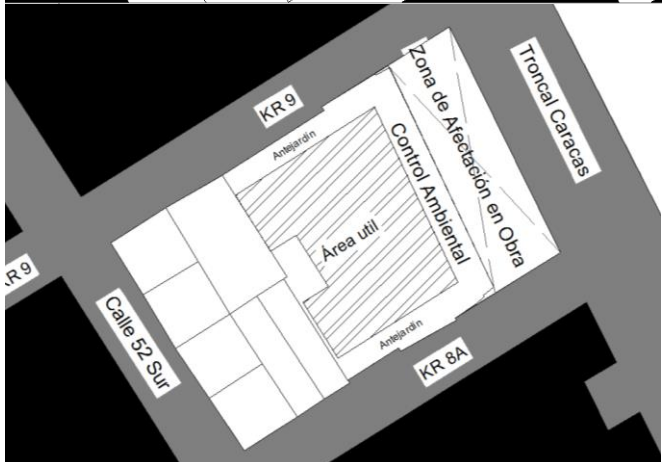 KR 9
Zona de Afectación en Obra
Troncal Caracas
Antejardín
Control Ambiental
Área util
KR 9
Calle 52 Sur
Antejardín
KR 8A